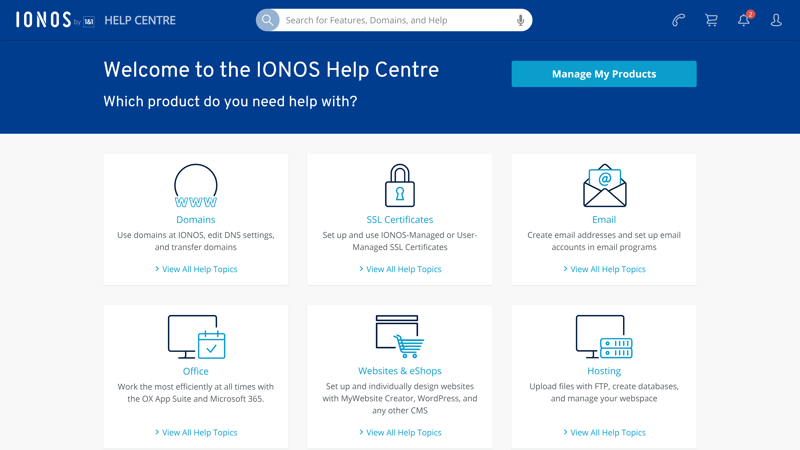 IONOS by 1&1 HELP CENTRE
Search for Features, Domains, and Help
2
Welcome to the IONOS Help Centre
Manage My Products
Which product do you need help with?
WWW
Domains
Use domains at IONOS, edit DNS settings,
and transfer domains
> View All Help Topics
SSL Certificates
Set up and use IONOS-Managed or User-
Managed SSL Certificates
> View All Help Topics
@
Email
Create email addresses and set up email
accounts in email programs
> View All Help Topics
Office
Work the most efficiently at all times with
the OX App Suite and Microsoft 365.
> View All Help Topics
Websites & eShops
Set up and individually design websites
with MyWebsite Creator, WordPress, and
any other CMS
> View All Help Topics
Hosting
Upload files with FTP, create databases,
and manage your webspace
> View All Help Topics